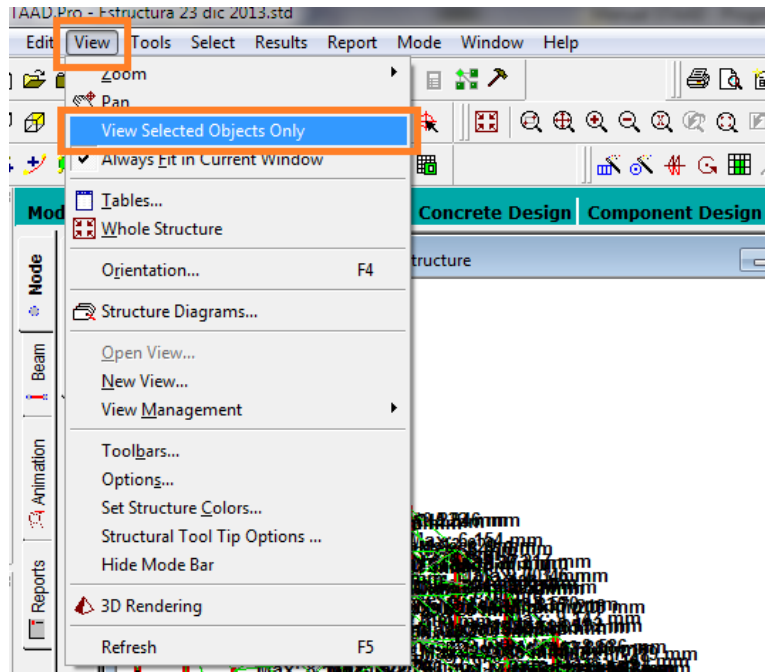 TAAD.Pro - Estructura 23 dic 2013.std
Edit View Tools Select Results Report Mode Window Help
Zoom
Pan
View Selected Objects Only
Always Fit in Current Window
Tables...
Mod Concrete Design Component Design
Whole Structure
Node
Orientation... F4
tructure
Structure Diagrams...
Beam
Open View...
New View...
View Management
Animation
Toolbars...
Options...
Set Structure Colors...
Structural Tool Tip Options ...
Hide Mode Bar
Reports
3D Rendering
Refresh F5